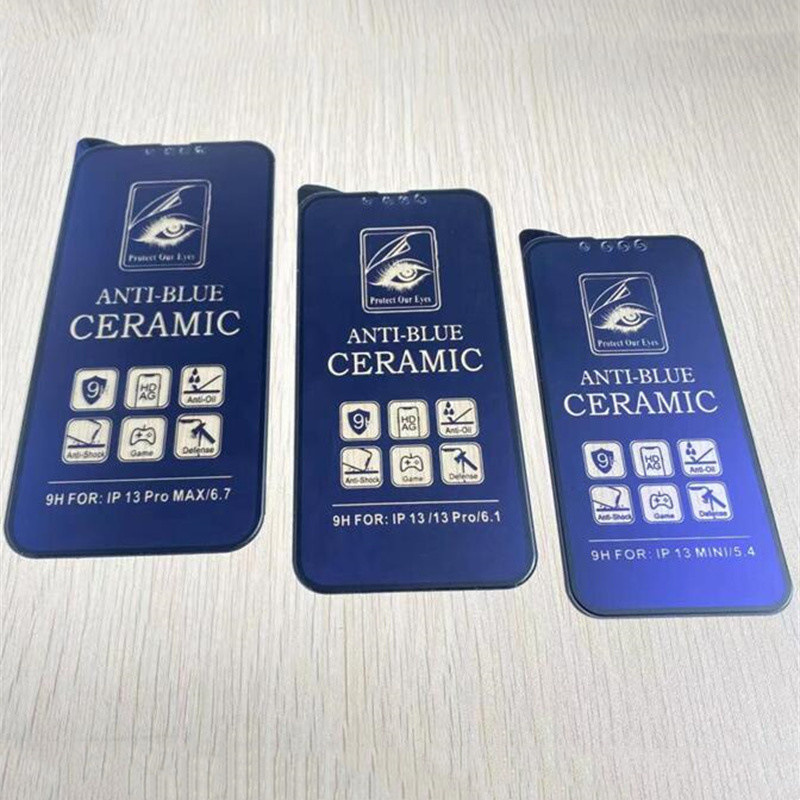 Protect Our Eyes
ANTI-BLUE
CERAMIC
9H
HD
AG
Anti-Oil
Anti-Shock
Game
Defense
9H FOR: IP 13 Pro MAX/6.7
Protect Our Eyes
ANTI-BLUE
CERAMIC
9H
HD
AG
Anti-Oil
Anti-Shock
Game
Defense
9H FOR: IP 13 /13 Pro/6.1
Protect Our Eyes
ANTI-BLUE
CERAMIC
9H
HD
AG
Anti-Oil
Anti-Shock
Game
Defense
9H FOR: IP 13 MINI/5.4